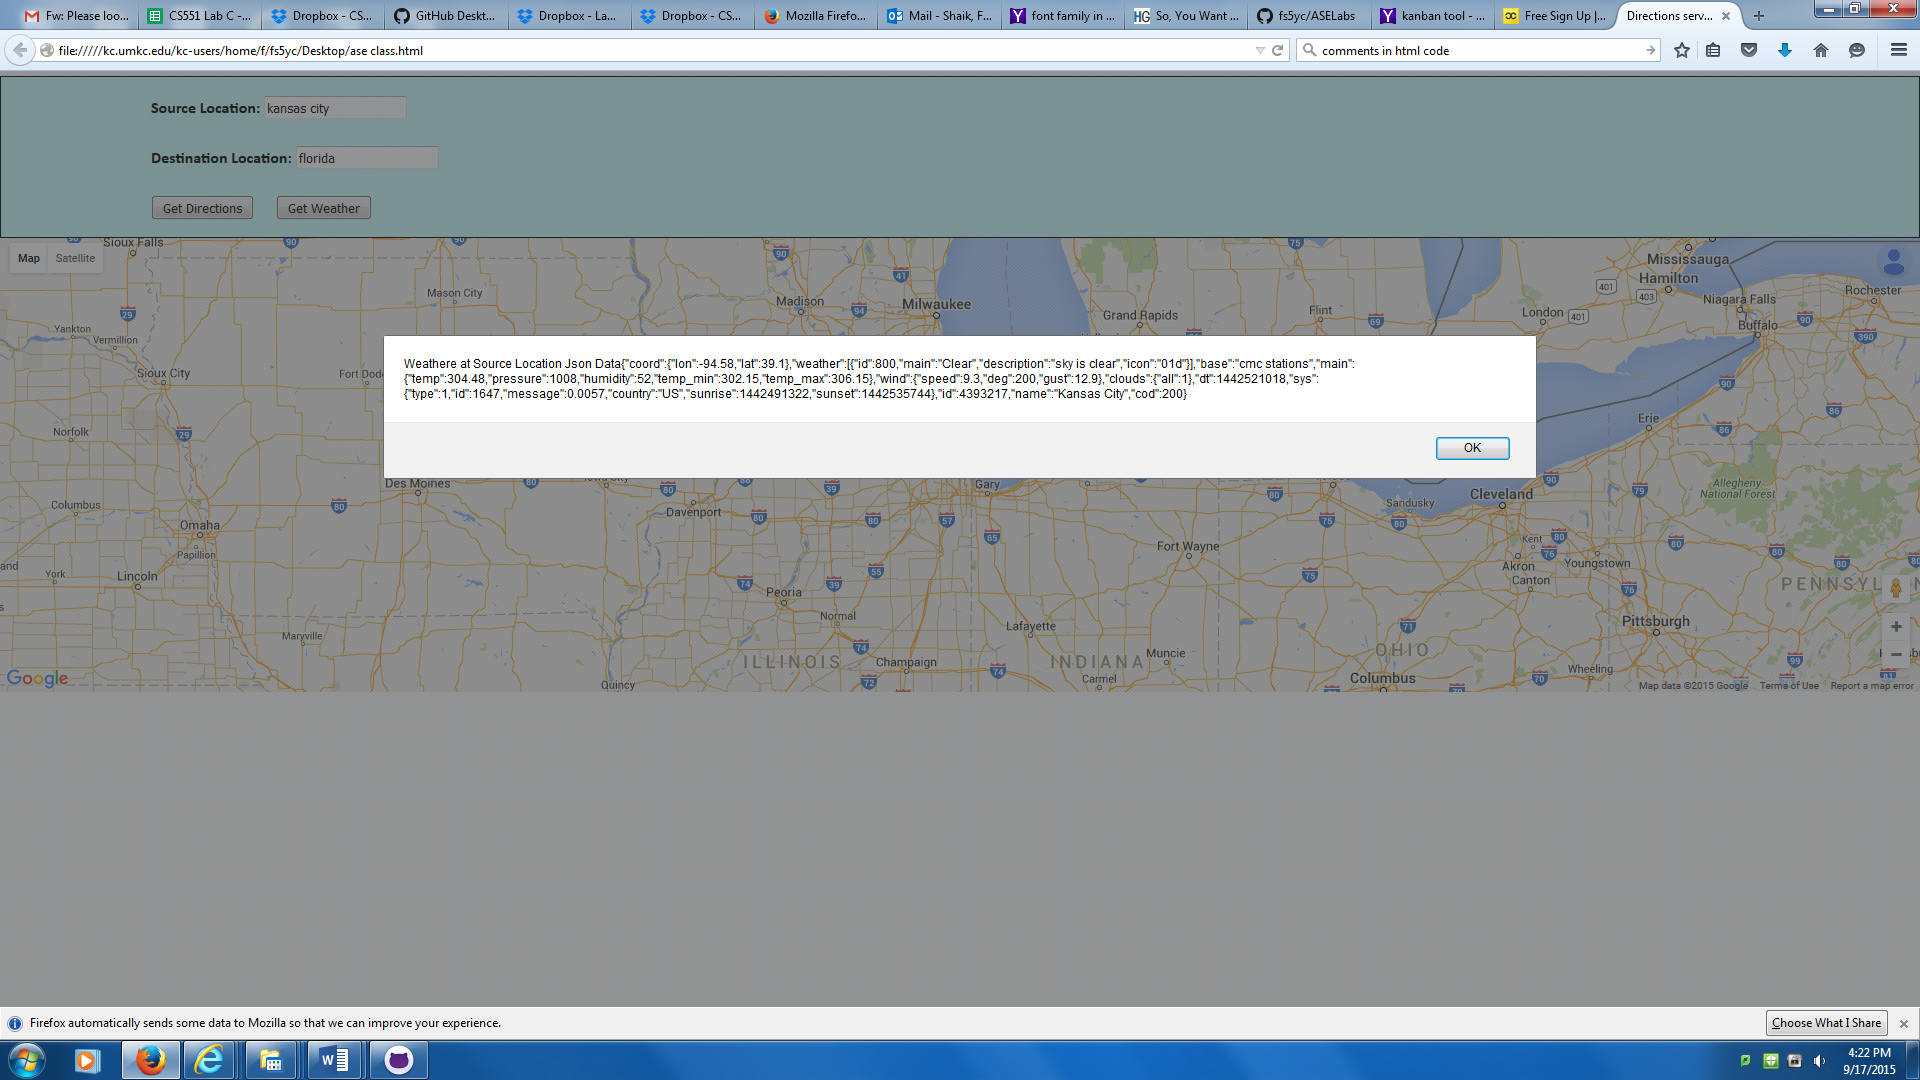 Fw: Please loo...
CS551 Lab C -...
Dropbox - CS...
GitHub Deskt...
Dropbox - La...
Dropbox - CS...
Mozilla Firefo...
Mail - Shaik, F...
font family in ...
So, You Want ...
fs5yc/ASELabs
kanban tool - ...
Free Sign Up |...
Directions serv...
file://///kc.umkc.edu/kc-users/home/f/fs5yc/Desktop/ase class.html
comments in html code
Source Location: kansas city
Destination Location: florida
Get Directions
Get Weather
Map
Satellite
Sioux Falls
Mississauga
Hamilton
Niagara Falls
Rochester
Buffalo
London
Mason City
Madison
Milwaukee
Grand Rapids
Flint
Yankton
Vermillion
Sioux City
Fort Dod
Weathere at Source Location Json Data{"coord":{"lon":-94.58,"lat":39.1},"weather":[{"id":800,"main":"Clear","description":"sky is clear","icon":"01d"}],"base":"cmc stations","main":
{"temp":304.48,"pressure":1008,"humidity":52,"temp_min":302.15,"temp_max":306.15},"wind":{"speed":9.3,"deg":200,"gust":12.9},"clouds":{"all":1},"dt":1442521018,"sys":
{"type":1,"id":1647,"message":0.0057,"country":"US","sunrise":1442491322,"sunset":1442535744},"id":4393217,"name":"Kansas City","cod":200}
OK
Norfolk
Erie
Columbus
Omaha
Papillion
Des Moines
Davenport
Gary
Cleveland
Sandusky
Allegheny
National Forest
York
Lincoln
Fort Wayne
Kent
Akron
Canton
Youngstown
PENNSYL
Peoria
Normal
Lafayette
Pittsburgh
Maryville
ILLINOIS
Champaign
INDIANA
Muncie
Carmel
OHIO
Columbus
Wheeling
Quincy
Google
Map data ©2015 Google
Terms of Use
Report a map error
Firefox automatically sends some data to Mozilla so that we can improve your experience.
Choose What I Share
4:22 PM
9/17/2015